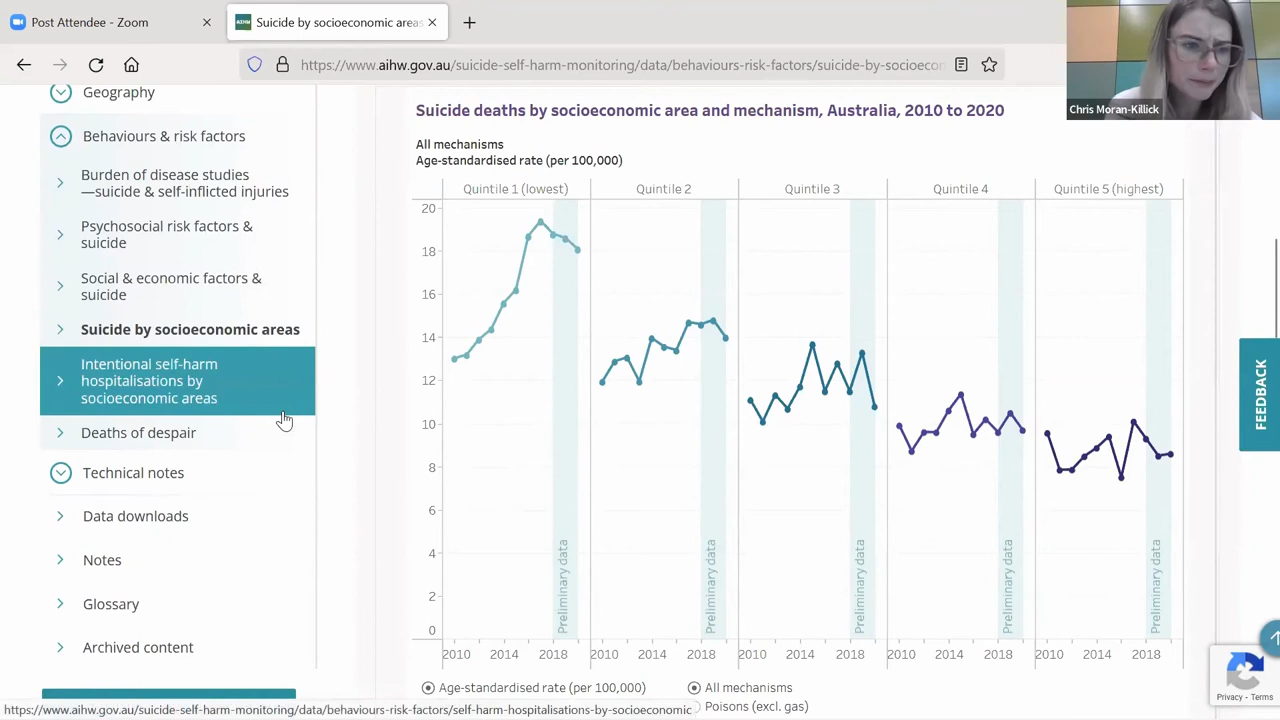 Post Attendee - Zoom
AIHW
Suicide by socioeconomic areas
https://www.aihw.gov.au/suicide-self-harm-monitoring/data/behaviours-risk-factors/suicide-by-socioecon
Chris Moran-Killick
Geography
Behaviours & risk factors
Burden of disease studies
—suicide & self-inflicted injuries
Psychosocial risk factors &
suicide
Social & economic factors &
suicide
Suicide by socioeconomic areas
Intentional self-harm
hospitalisations by
socioeconomic areas
Deaths of despair
Technical notes
Data downloads
Notes
Glossary
Archived content
Suicide deaths by socioeconomic area and mechanism, Australia, 2010 to 2020
All mechanisms
Age-standardised rate (per 100,000)
Quintile 1 (lowest) Quintile 2 Quintile 3 Quintile 4 Quintile 5 (highest)
20
18
16
14
12
10
8
6
4
2
0
Preliminary data Preliminary data Preliminary data Preliminary data Preliminary data
2010 2014 2018 2010 2014 2018 2010 2014 2018 2010 2014 2018 2010 2014 2018
Age-standardised rate (per 100,000) All mechanisms
Poisons (excl. gas)
FEEDBACK
Privacy - Terms
https://www.aihw.gov.au/suicide-self-harm-monitoring/data/behaviours-risk-factors/self-harm-hospitalisations-by-socioeconomic